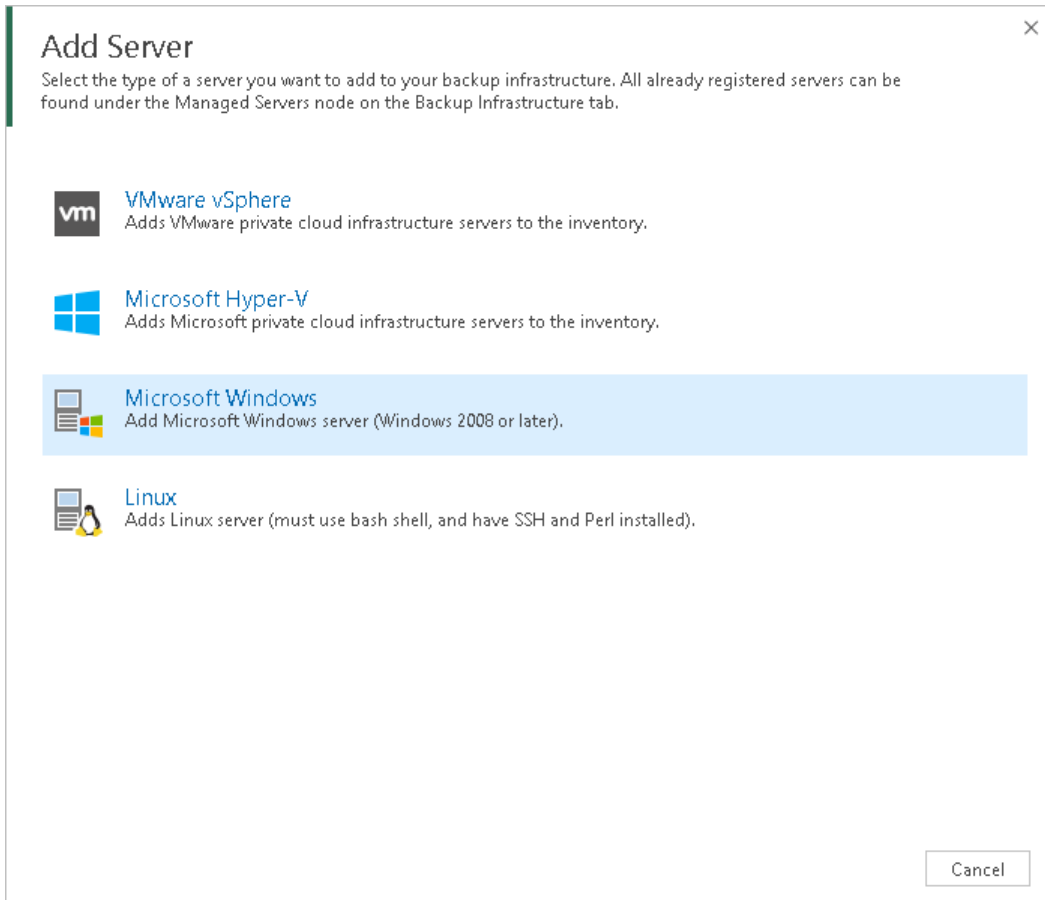 Add Server
Select the type of a server you want to add to your backup infrastructure. All already registered servers can be
found under the Managed Servers node on the Backup Infrastructure tab.
vm
VMware vSphere
Adds VMware private cloud infrastructure servers to the inventory.
Microsoft Hyper-V
Adds Microsoft private cloud infrastructure servers to the inventory.
Microsoft Windows
Add Microsoft Windows server (Windows 2008 or later).
Linux
Adds Linux server (must use bash shell, and have SSH and Perl installed).
Cancel